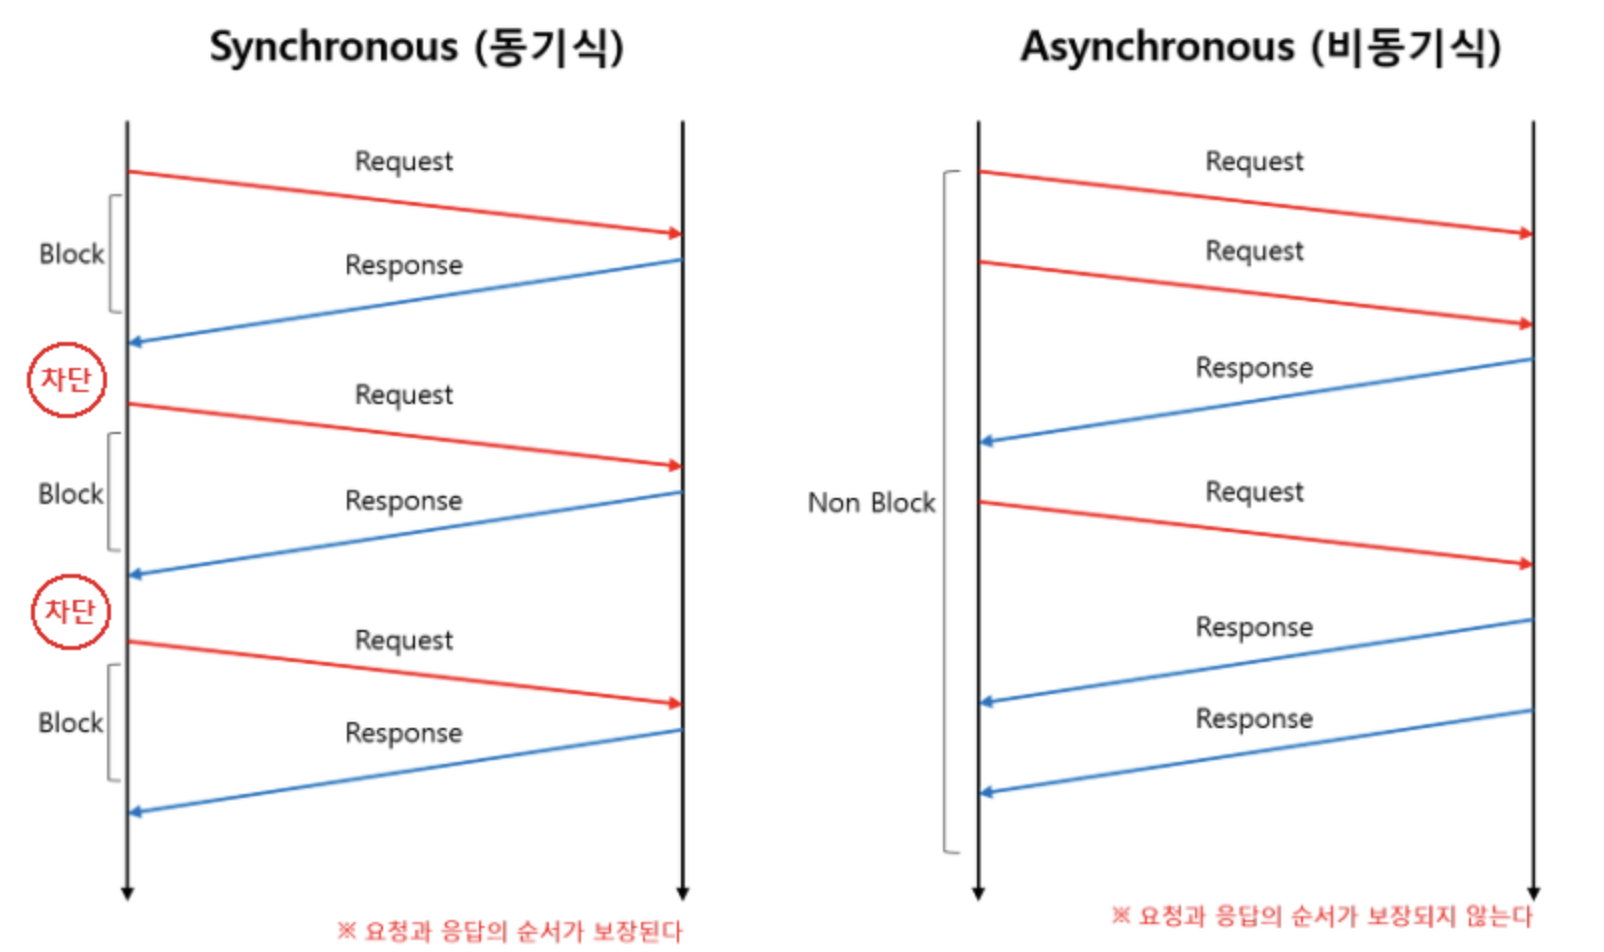 Synchronous (동기식)
Request
Block
Response
차단
Request
Block
Response
차단
Request
Block
Response
※ 요청과 응답의 순서가 보장된다
Asynchronous (비동기식)
Request
Request
Response
Non Block
Request
Response
Response
※ 요청과 응답의 순서가 보장되지 않는다